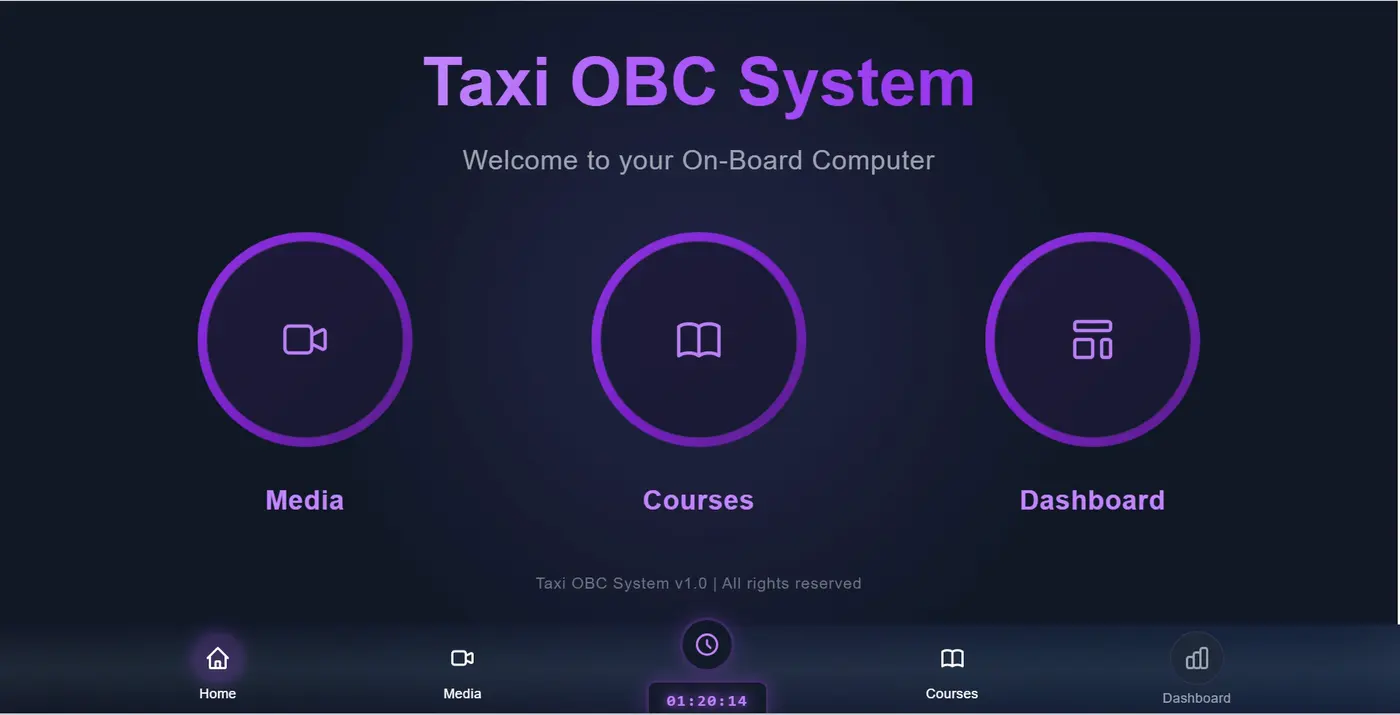 Taxi OBC System
Welcome to your On-Board Computer
Media
Courses
Dashboard
Taxi OBC System v1.0 | All rights reserved
Home
Media
01:20:14
Courses
Dashboard